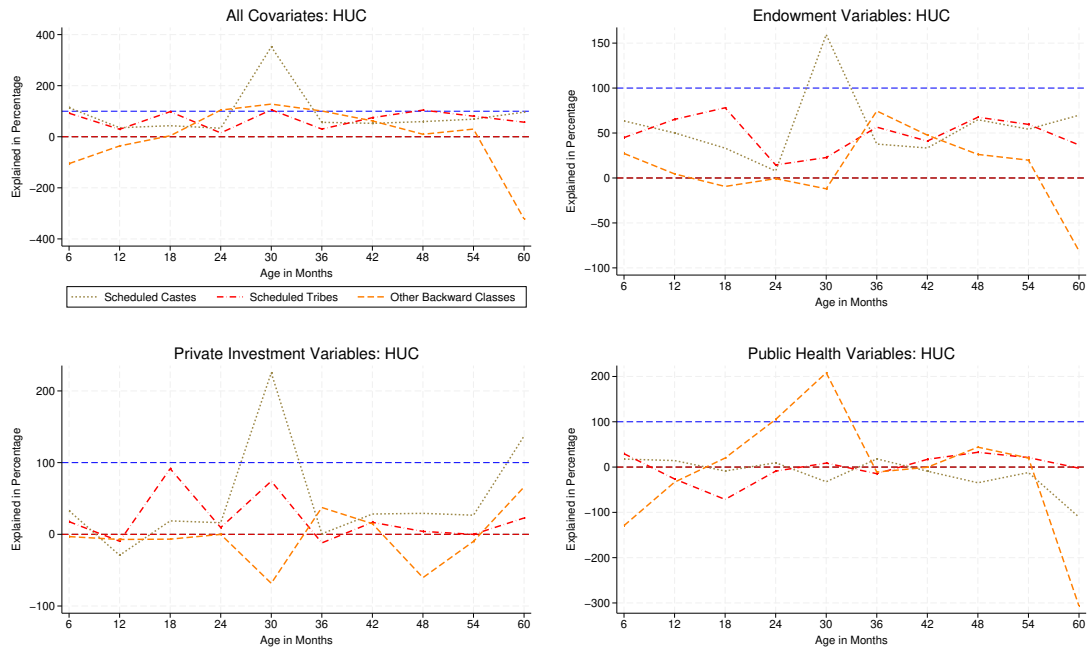 All Covariates: HUC
Explained in Percentage
400
200
0
−200
−400
6 12 18 24 30 36 42 48 54 60
Age in Months
Scheduled Castes Scheduled Tribes Other Backward Classes
Endowment Variables: HUC
Explained in Percentage
150
100
50
0
−50
−100
6 12 18 24 30 36 42 48 54 60
Age in Months
Private Investment Variables: HUC
Explained in Percentage
200
100
0
−100
6 12 18 24 30 36 42 48 54 60
Age in Months
Public Health Variables: HUC
Explained in Percentage
200
100
0
−100
−200
−300
6 12 18 24 30 36 42 48 54 60
Age in Months